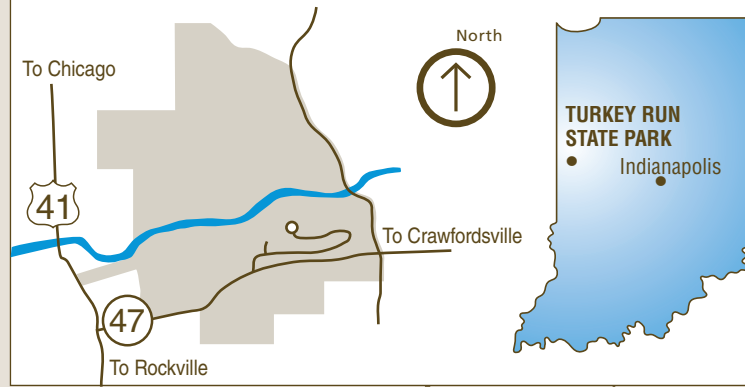 North
To Chicago
TURKEY RUN
STATE PARK
Indianapolis
41
To Crawfordsville
47
To Rockville